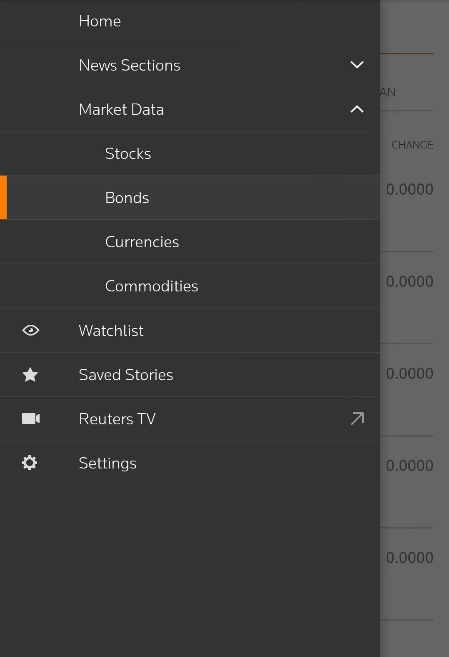 Home
News Sections
Market Data
AN
Stocks
CHANGE
Bonds
0.0000
Currencies
Commodities
0.0000
Watchlist
Saved Stories
0.0000
Reuters TV
Settings
0.0000
0.0000